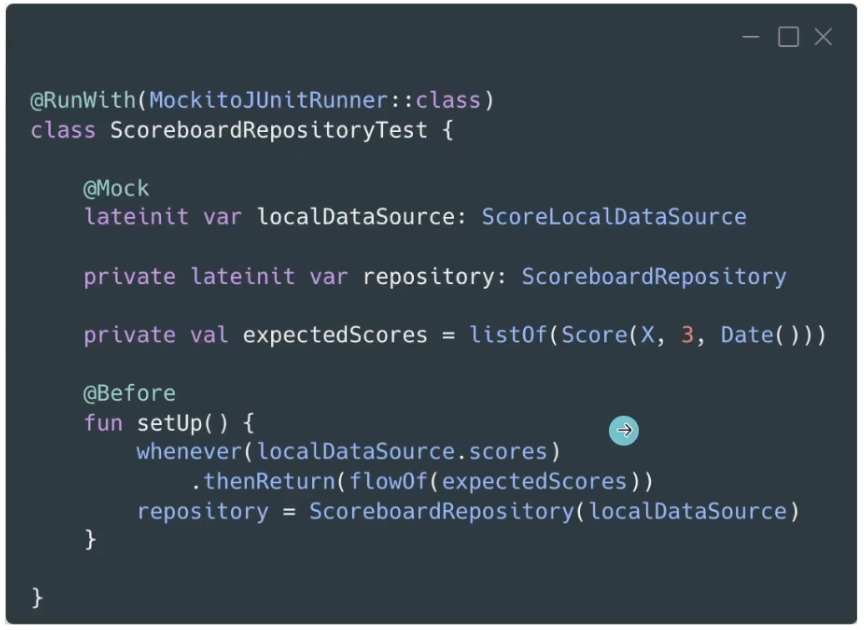 @RunWith(MockitoJUnitRunner::class)
class ScoreboardRepositoryTest {
@Mock
lateinit var localDataSource: ScoreLocalDataSource
private lateinit var repository: ScoreboardRepository
private val expectedScores = listOf(Score(X, 3, Date()))
@Before
fun setUp() {
whenever(localDataSource.scores)
.thenReturn(flowOf(expectedScores))
repository = ScoreboardRepository(localDataSource)
}
}